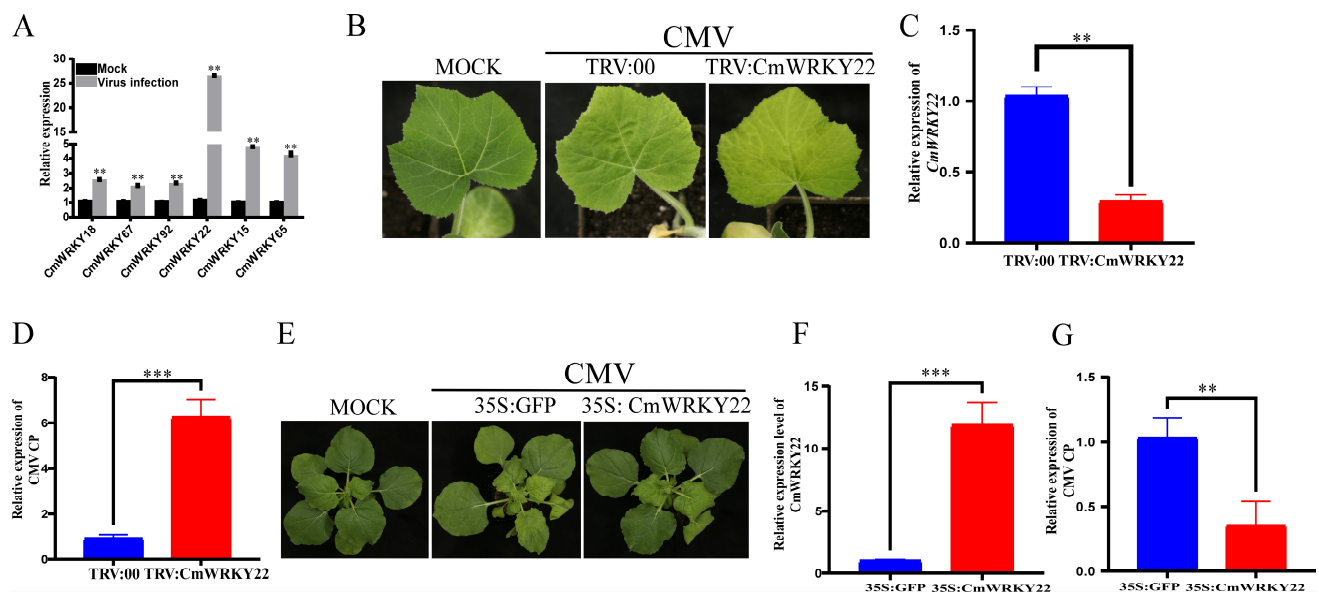 A
Relative expression
30
25
20
15
5
4
3
2
1
0
Mock
Virus infection
**
**
**
**
**
**
CmWRKY18
CmWRKY67
CmWRKY92
CmWRKY22
CmWRKY15
CmWRKY65
B
CMV
MOCK
TRV:00
TRV:CmWRKY22
C
Relative expression of
CmWRKY22
1.5
1.0
0.5
0.0
**
TRV:00 TRV:CmWRKY22
D
Relative expression of
CMV CP
8
6
4
2
0
***
TRV:00 TRV:CmWRKY22
E
CMV
MOCK
35S:GFP
35S: CmWRKY22
F
Relative expression level of
CmWRKY22
15
10
5
0
***
35S:GFP 35S:CmWRKY22
G
Relative expression of
CMV CP
1.5
1.0
0.5
0.0
**
35S:GFP 35S:CmWRKY22